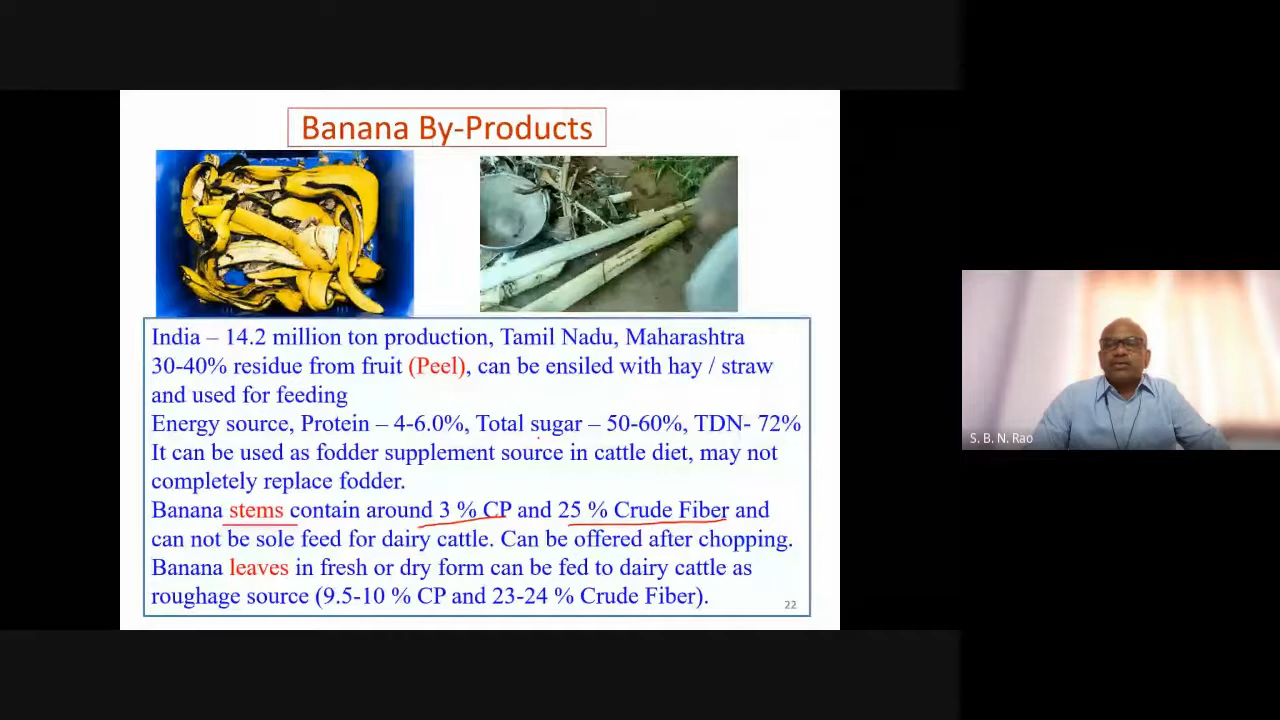 Banana By-Products
India – 14.2 million ton production, Tamil Nadu, Maharashtra
30-40% residue from fruit (Peel), can be ensiled with hay / straw
and used for feeding
Energy source, Protein – 4-6.0%, Total sugar – 50-60%, TDN- 72%
It can be used as fodder supplement source in cattle diet, may not
completely replace fodder.
Banana stems contain around 3 % CP and 25 % Crude Fiber and
can not be sole feed for dairy cattle. Can be offered after chopping.
Banana leaves in fresh or dry form can be fed to dairy cattle as
roughage source (9.5-10 % CP and 23-24 % Crude Fiber).
22
S. B. N. Rao